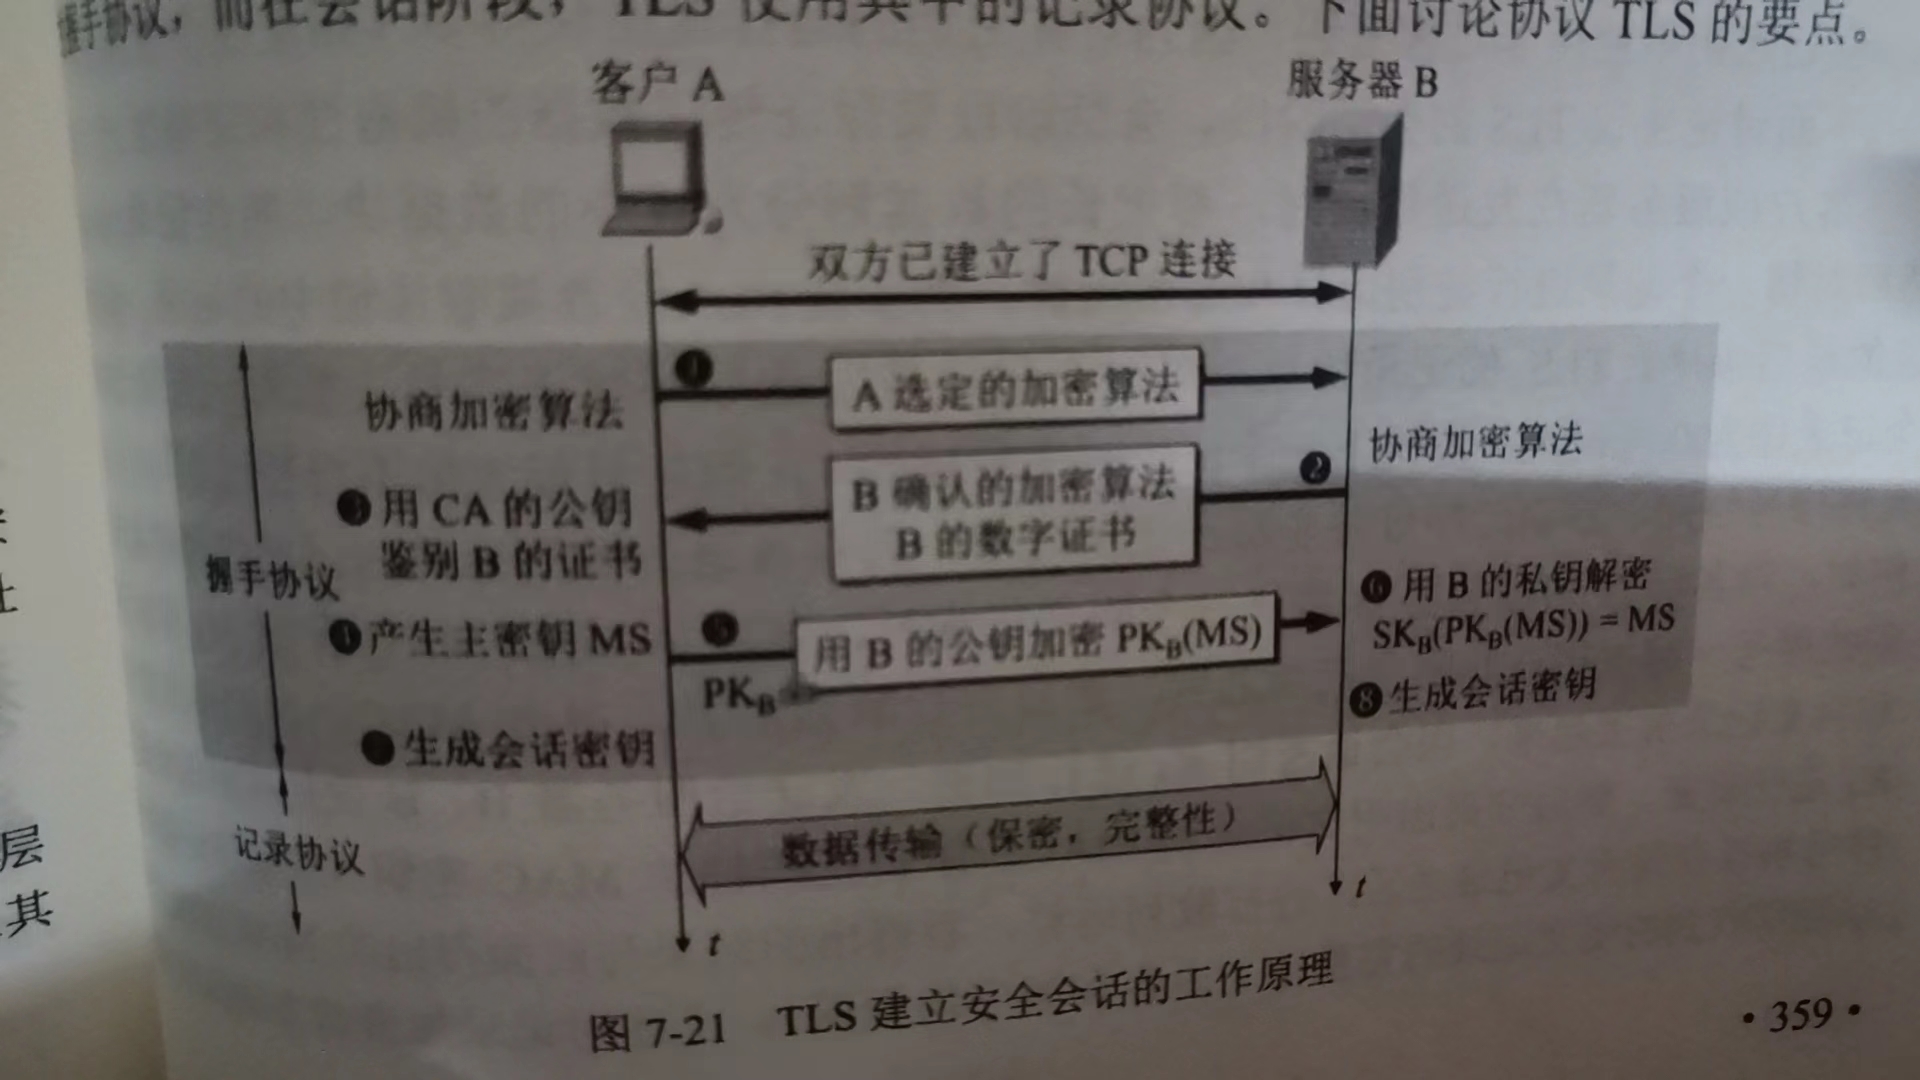 握手协议，而在会话阶段，TLS 使用其中的记录协议。下面讨论协议 TLS 的要点。
客户 A
服务器 B
双方已建立了 TCP 连接
❶
A 选定的加密算法
协商加密算法
协商加密算法
❷
B 确认的加密算法
B 的数字证书
❸用 CA 的公钥
鉴别 B 的证书
握手协议
❹产生主密钥 MS
❺
用 B 的公钥加密 PK_B(MS)
PK_B
❻用 B 的私钥解密
SK_B(PK_B(MS)) = MS
❽生成会话密钥
生成会话密钥
数据传输（保密，完整性）
记录协议
t
t
图 7-21 TLS 建立安全会话的工作原理
·359·
层
其